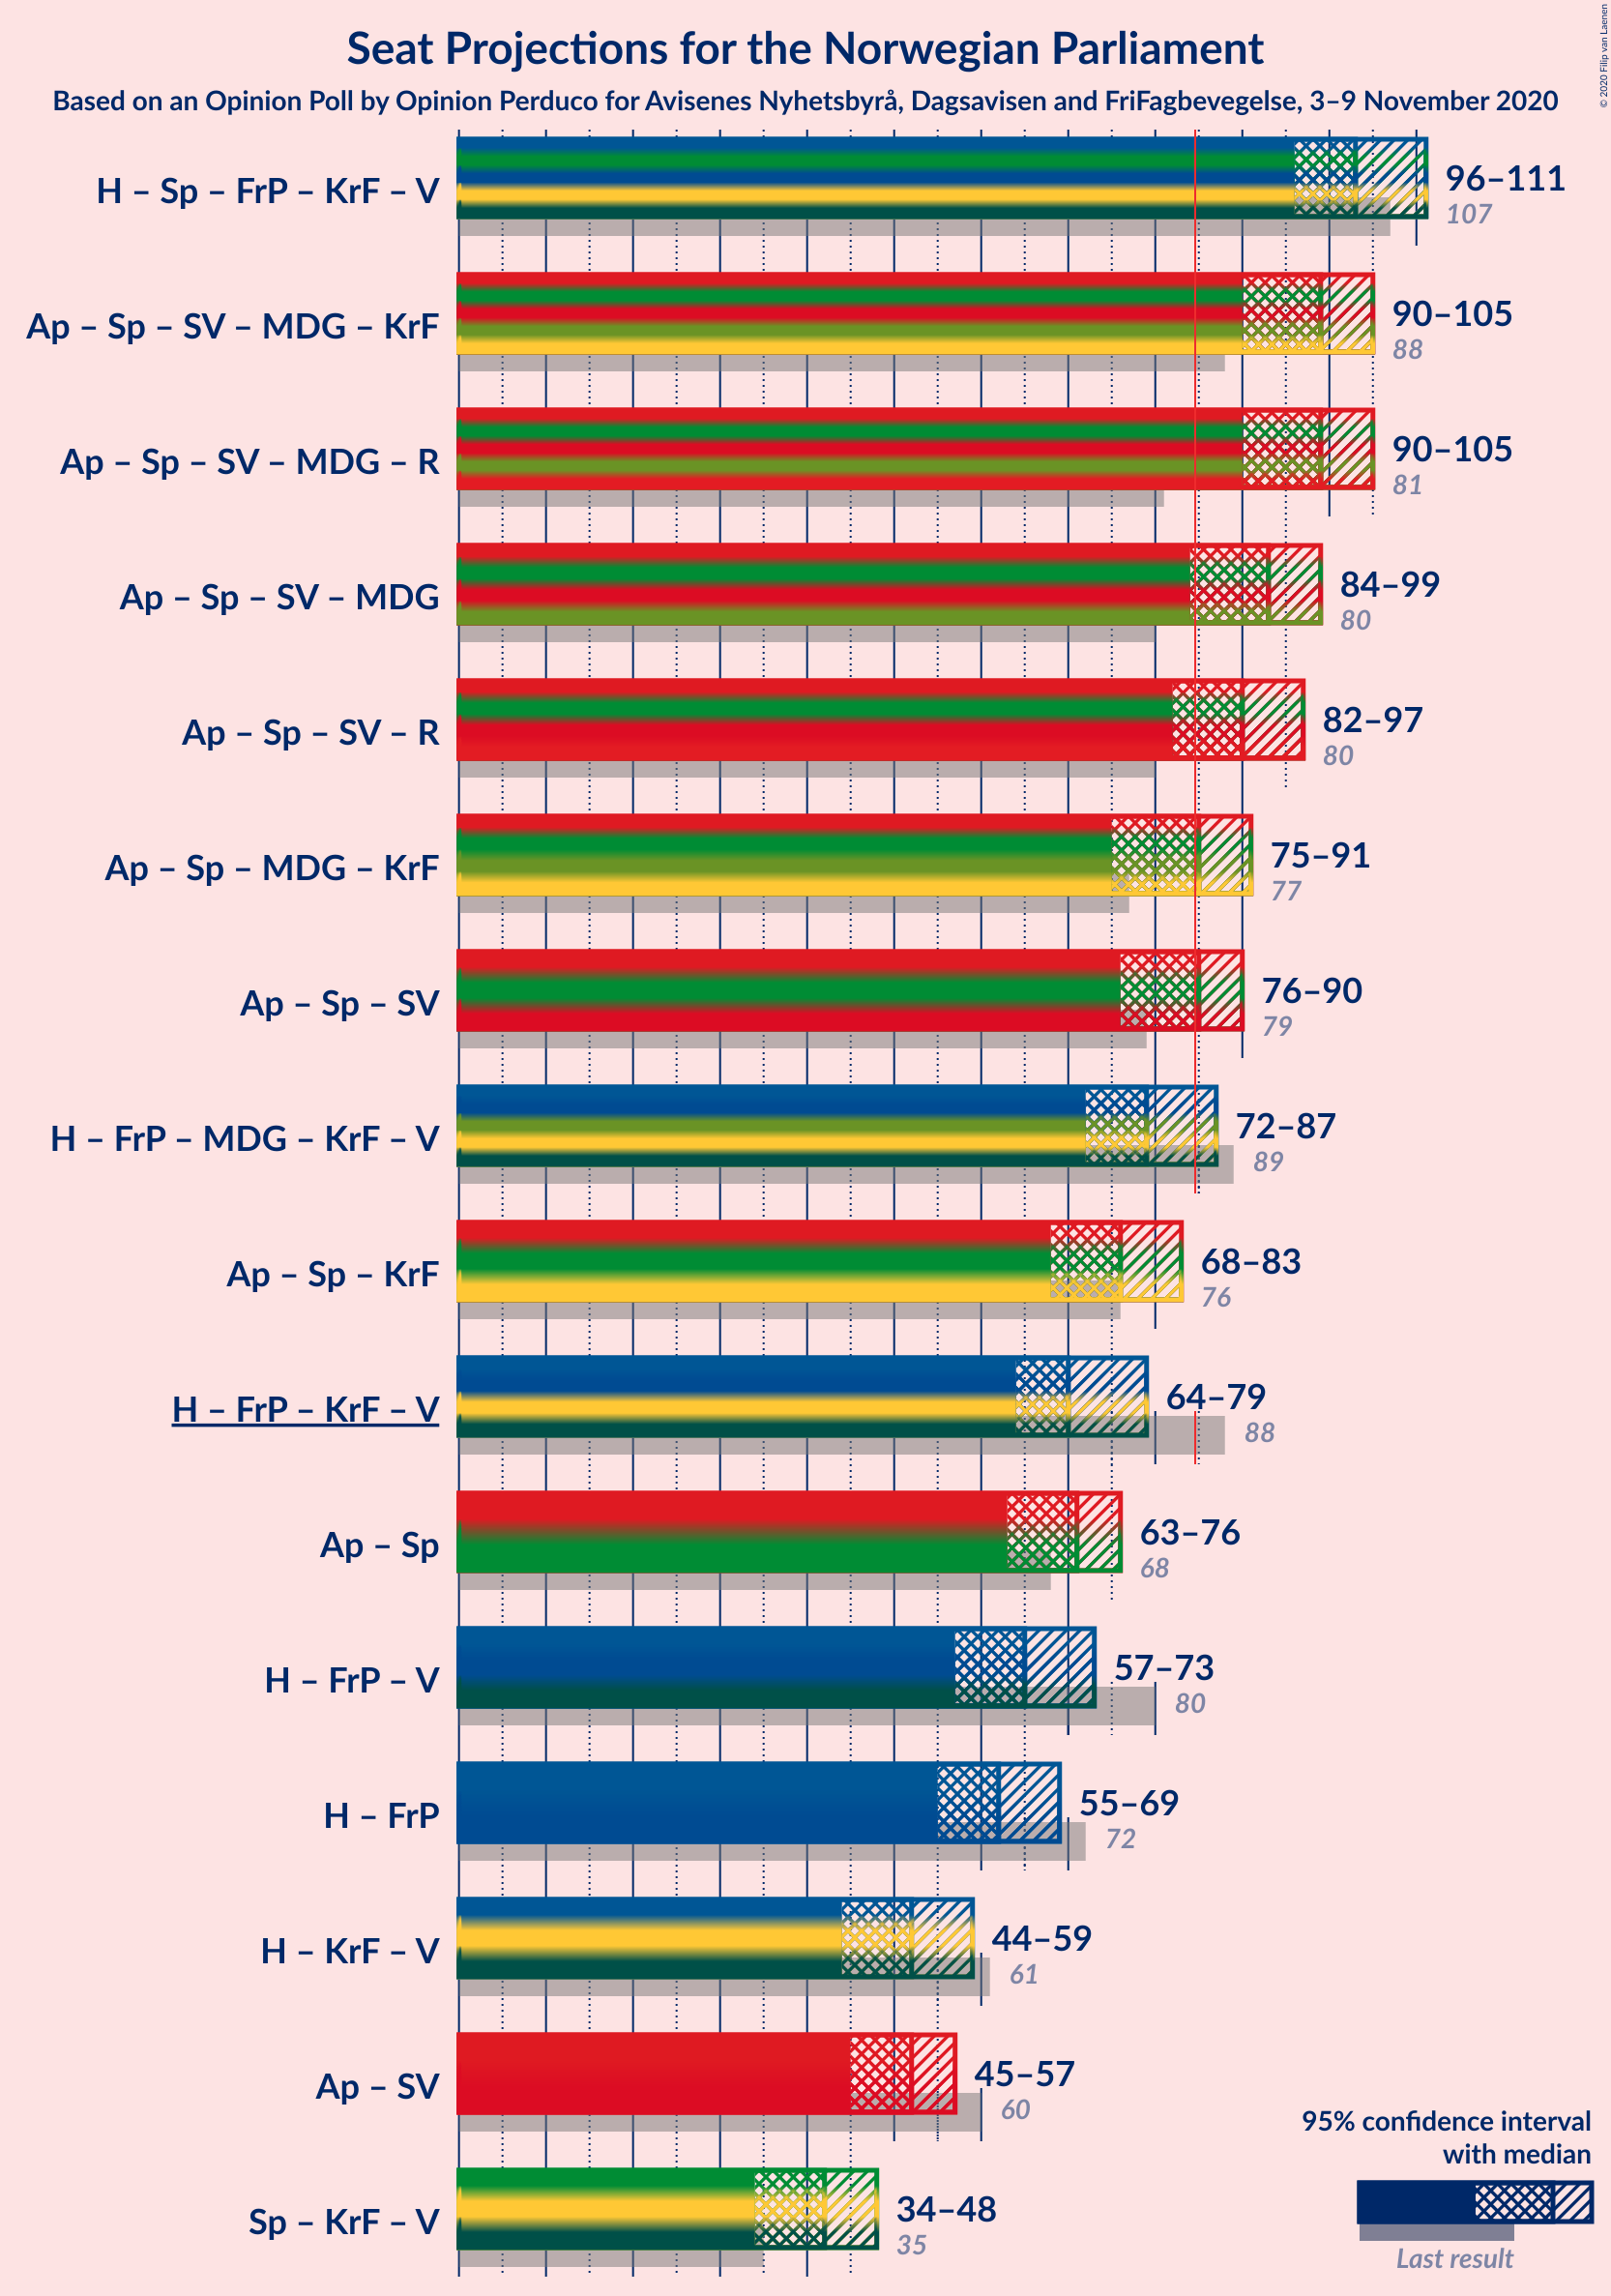 Seat Projections for the Norwegian Parliament
Based on an Opinion Poll by Opinion Perduco for Avisenes Nyhetsbyrå, Dagsavisen and FriFagbevegelse, 3–9 November 2020
© 2020 Filip van Laenen
H – Sp – FrP – KrF – V
96–111
107
Ap – Sp – SV – MDG – KrF
90–105
88
Ap – Sp – SV – MDG – R
90–105
81
Ap – Sp – SV – MDG
84–99
80
Ap – Sp – SV – R
82–97
80
Ap – Sp – MDG – KrF
75–91
77
Ap – Sp – SV
76–90
79
H – FrP – MDG – KrF – V
72–87
89
Ap – Sp – KrF
68–83
76
H – FrP – KrF – V
64–79
88
Ap – Sp
63–76
68
H – FrP – V
57–73
80
H – FrP
55–69
72
H – KrF – V
44–59
61
Ap – SV
45–57
60
Sp – KrF – V
34–48
35
95% confidence interval
with median
Last result